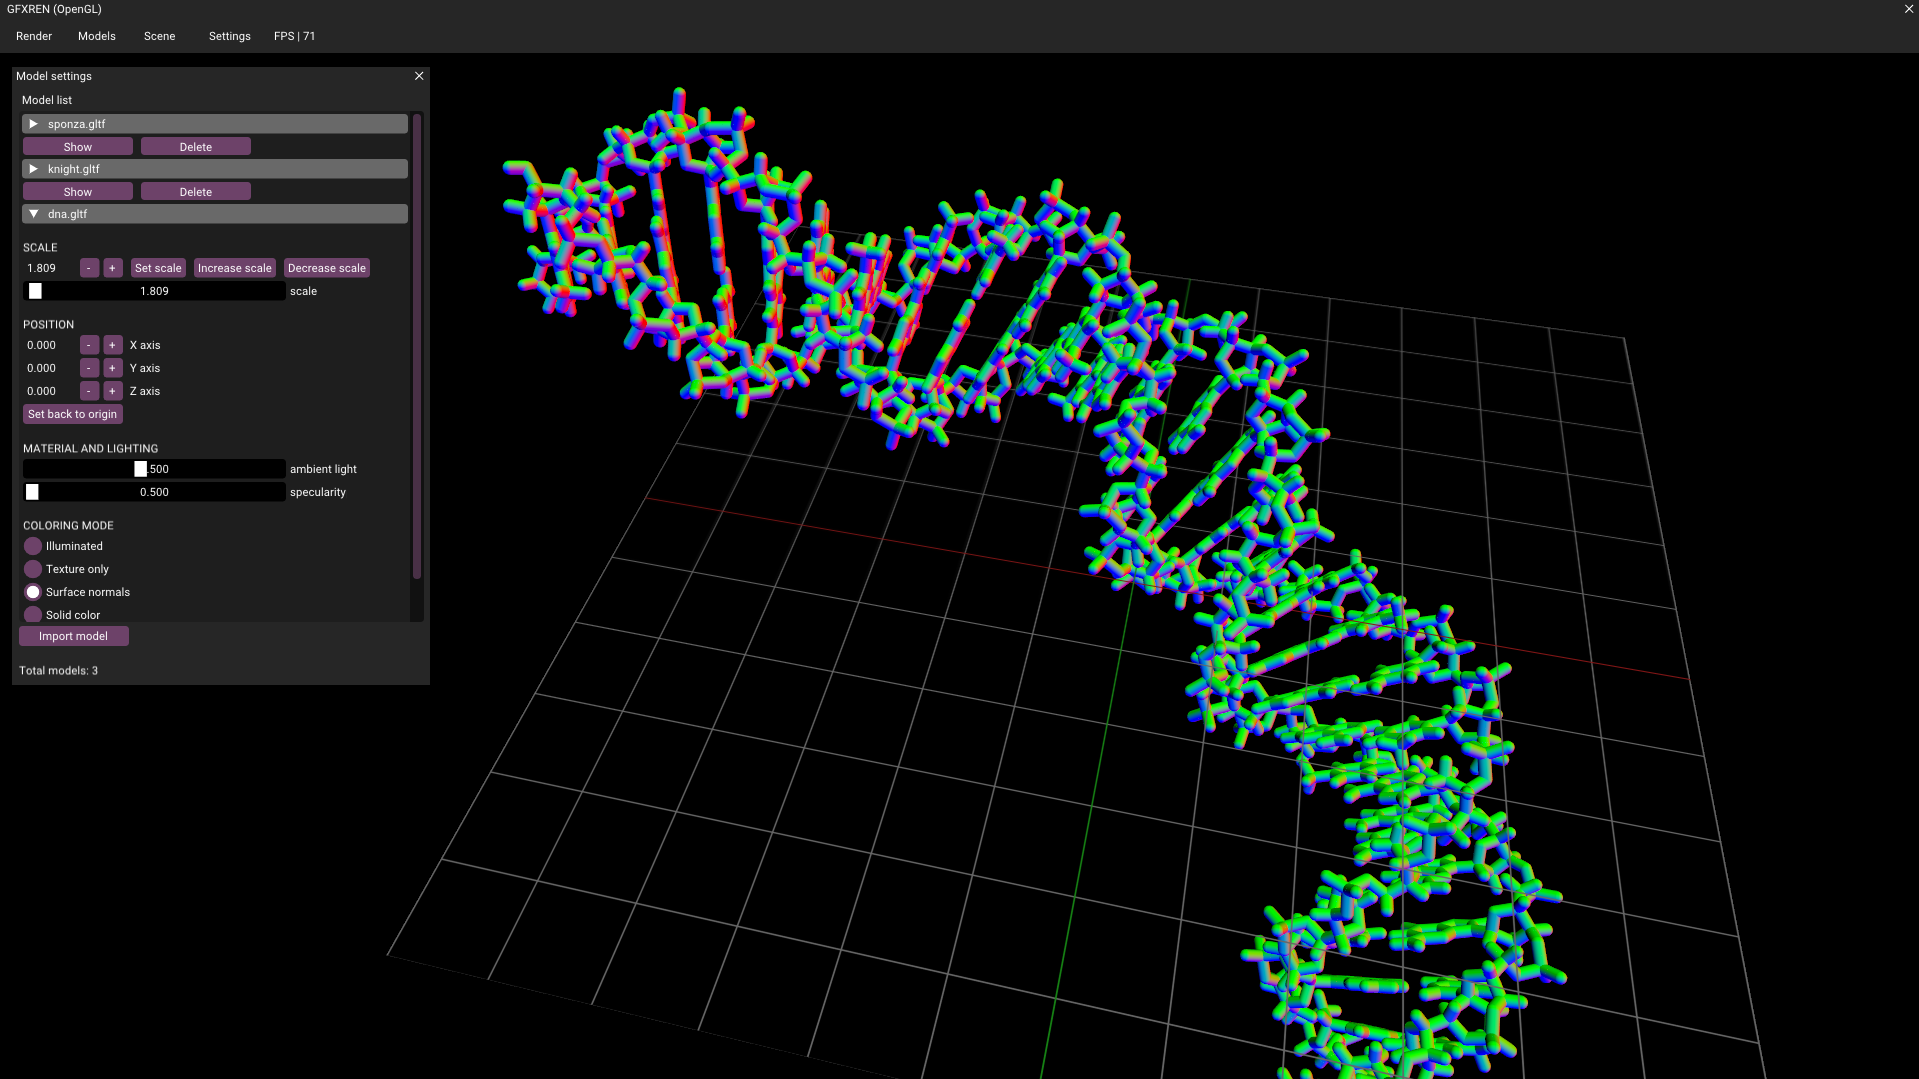 GFXREN (OpenGL)
Render Models Scene Settings FPS | 71
Model settings
Model list
sponza.gltf
Show Delete
knight.gltf
Show Delete
dna.gltf
SCALE
1.809 - + Set scale Increase scale Decrease scale
1.809 scale
POSITION
0.000 - + X axis
0.000 - + Y axis
0.000 - + Z axis
Set back to origin
MATERIAL AND LIGHTING
.500 ambient light
0.500 specularity
COLORING MODE
Illuminated
Texture only
Surface normals
Solid color
Import model
Total models: 3